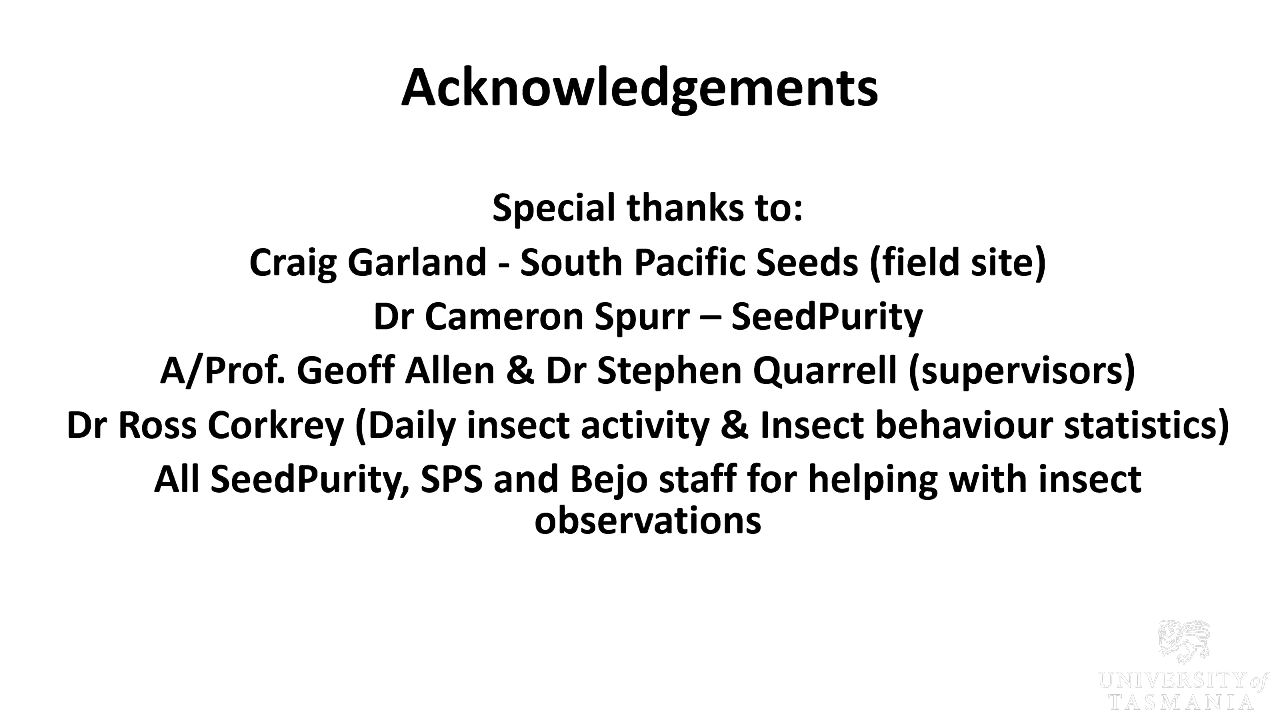 Acknowledgements
Special thanks to:
Craig Garland - South Pacific Seeds (field site)
Dr Cameron Spurr – SeedPurity
A/Prof. Geoff Allen & Dr Stephen Quarrell (supervisors)
Dr Ross Corkrey (Daily insect activity & Insect behaviour statistics)
All SeedPurity, SPS and Bejo staff for helping with insect
observations
UNIVERSITY of
TASMANIA